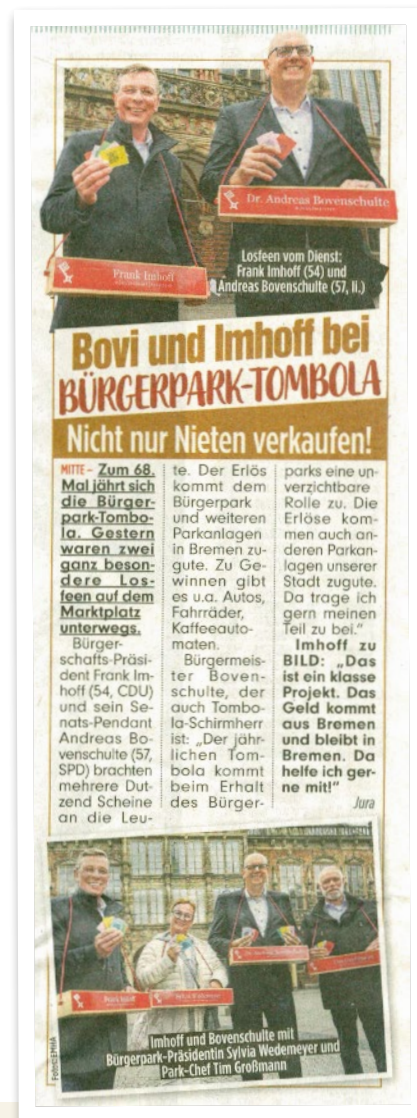 Dr. Andreas Bovenschulte
Frank Imhoff
Losfeen vom Dienst:
Frank Imhoff (54) und
Andreas Bovenschulte (57, li.)
Bovi und Imhoff bei
BÜRGERPARK-TOMBOLA
Nicht nur Nieten verkaufen!
MITTE – Zum 68.
Mal jährt sich
die Bürger-
park-Tombo-
la. Gestern
waren zwei
ganz beson-
dere Los-
feen auf dem
Marktplatz
unterwegs.
Bürger-
schafts-Präsi-
dent Frank Im-
hoff (54, CDU)
und sein Se-
nats-Pendant
Andreas Bo-
venschulte (57,
SPD) brachten
mehrere Dut-
zend Scheine
an die Leu-
te. Der Erlös
kommt dem
Bürgerpark
und weiteren
Parkanlagen
in Bremen zu-
gute. Zu Ge-
winnen gibt
es u.a. Autos,
Fahrräder,
Kaffeeauto-
maten.
Bürgermeis-
ter Boven-
schulte, der
auch Tombo-
la-Schirmherr
ist: „Der jähr-
lichen Tom-
bola kommt
beim Erhalt
des Bürger-
parks eine un-
verzichtbare
Rolle zu. Die
Erlöse kom-
men auch an-
deren Parkan-
lagen unserer
Stadt zugute.
Da trage ich
gern meinen
Teil zu bei.“
Imhoff zu
BILD: „Das
ist ein klasse
Projekt. Das
Geld kommt
aus Bremen
und bleibt in
Bremen. Da
helfe ich ger-
ne mit!“
Jura
Imhoff und Bovenschulte mit
Bürgerpark-Präsidentin Sylvia Wedemeyer und
Park-Chef Tim Großmann